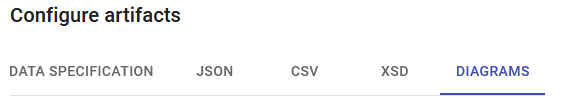 Configure artifacts
DATA SPECIFICATION JSON CSV XSD DIAGRAMS